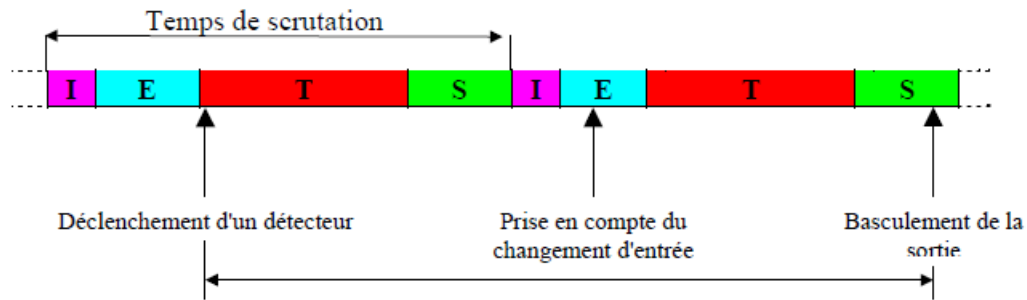 Temps de scrutation
I E T S I E T S
Déclenchement d'un détecteur
Prise en compte du
changement d'entrée
Basculement de la
sortie